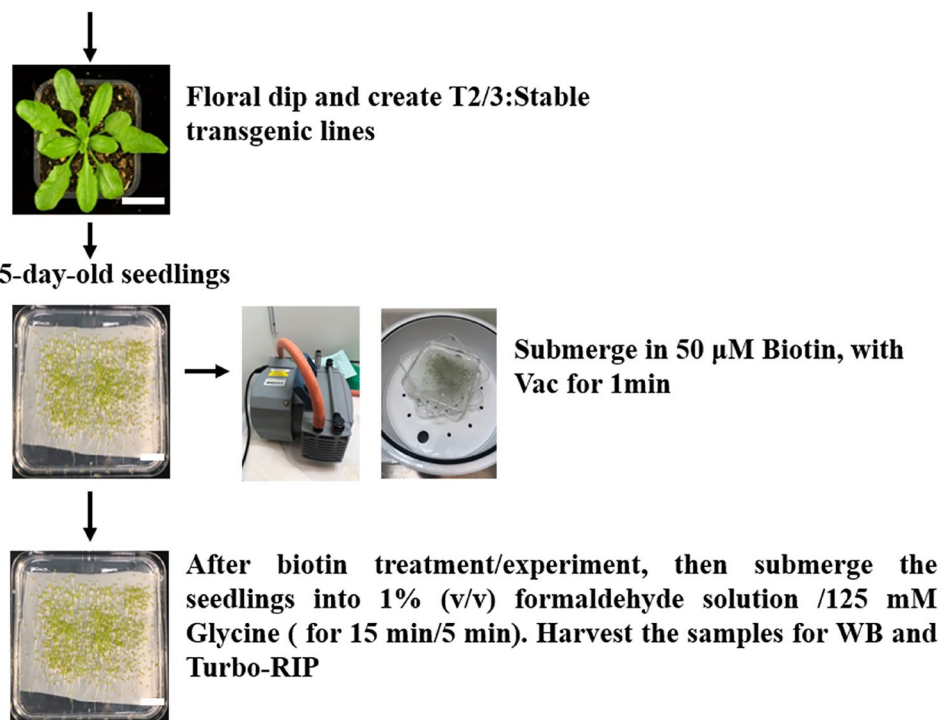 Floral dip and create T2/3:Stable
transgenic lines
5-day-old seedlings
Submerge in 50 µM Biotin, with
Vac for 1min
After biotin treatment/experiment, then submerge the
seedlings into 1% (v/v) formaldehyde solution /125 mM
Glycine ( for 15 min/5 min). Harvest the samples for WB and
Turbo-RIP